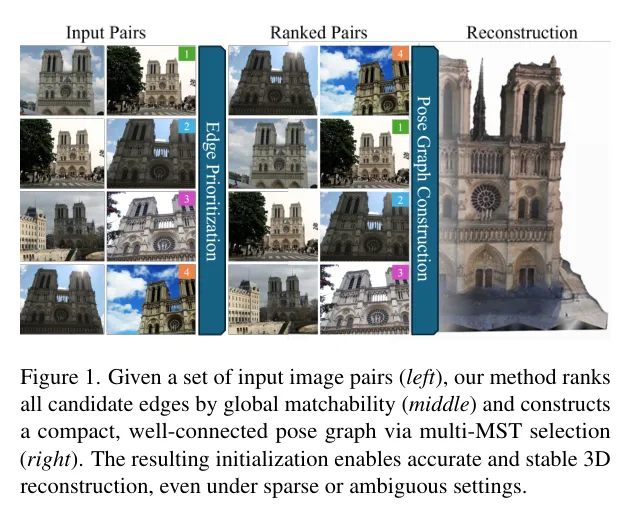 Input Pairs
Ranked Pairs
Reconstruction
1
2
3
4
Edge Prioritization
4
1
2
3
Pose Graph Construction
Figure 1. Given a set of input image pairs (left), our method ranks
all candidate edges by global matchability (middle) and constructs
a compact, well-connected pose graph via multi-MST selection
(right). The resulting initialization enables accurate and stable 3D
reconstruction, even under sparse or ambiguous settings.